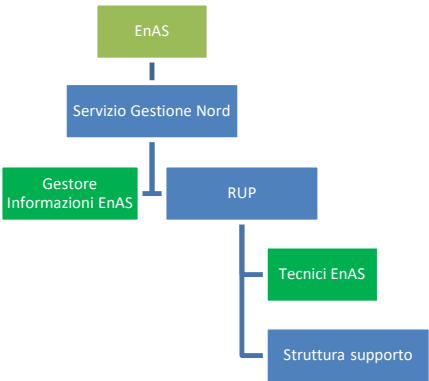 EnAS
Servizio Gestione Nord
Gestore
Informazioni EnAS
RUP
Tecnici EnAS
Struttura supporto